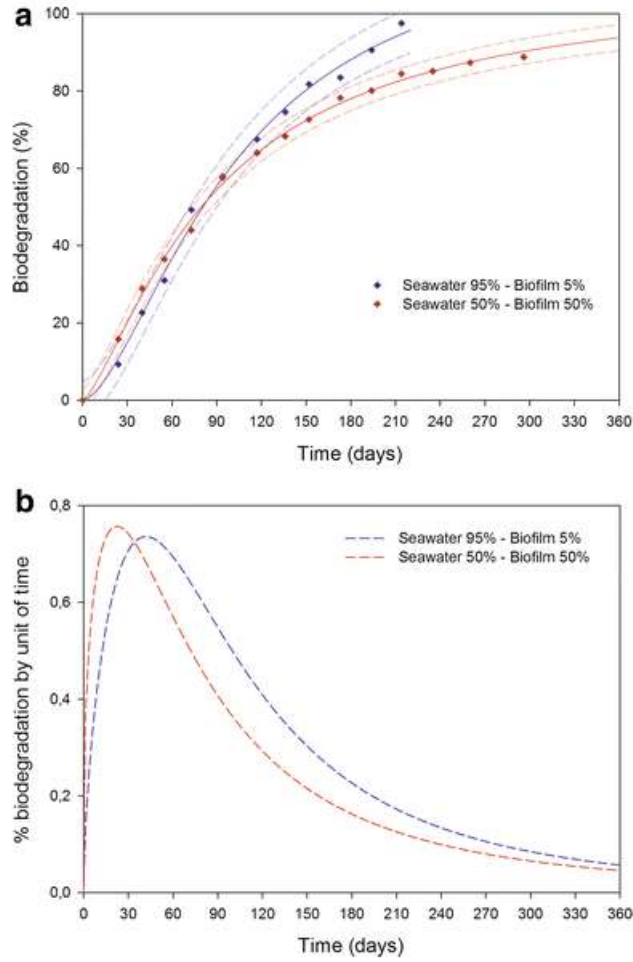 a
100
80
60
40
20
0
Biodegradation (%)
Seawater 95% - Biofilm 5%
Seawater 50% - Biofilm 50%
0 30 60 90 120 150 180 210 240 270 300 330 360
Time (days)
b
0,8
0,6
0,4
0,2
0,0
% biodegradation by unit of time
Seawater 95% - Biofilm 5%
Seawater 50% - Biofilm 50%
0 30 60 90 120 150 180 210 240 270 300 330 360
Time (days)